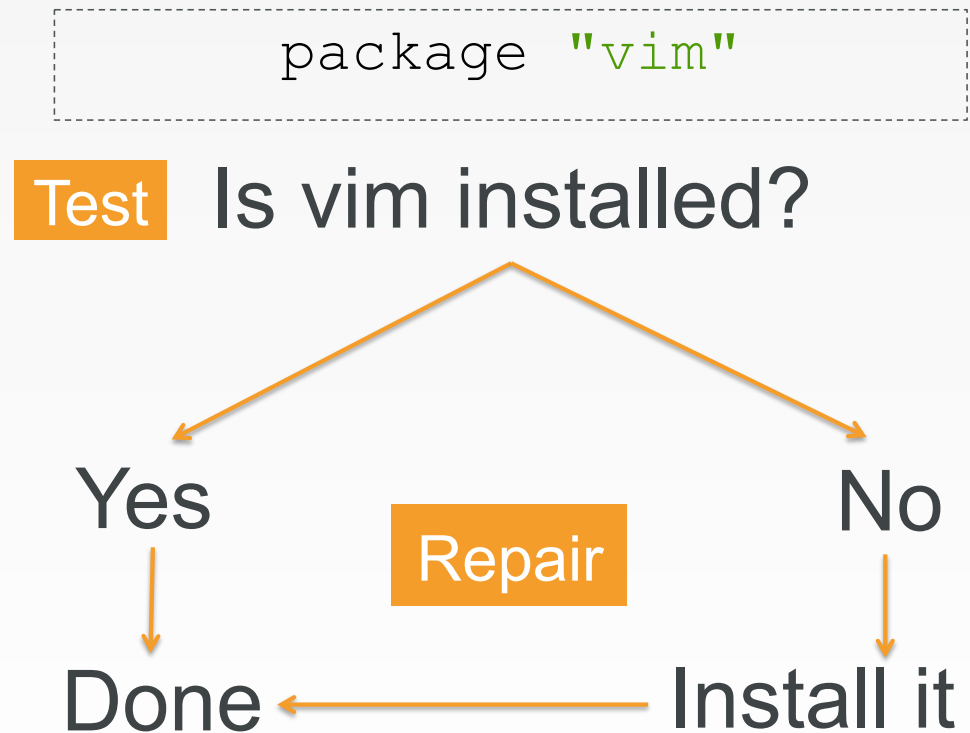 package "vim"
Test Is vim installed?
Yes
No
Repair
Done
Install it